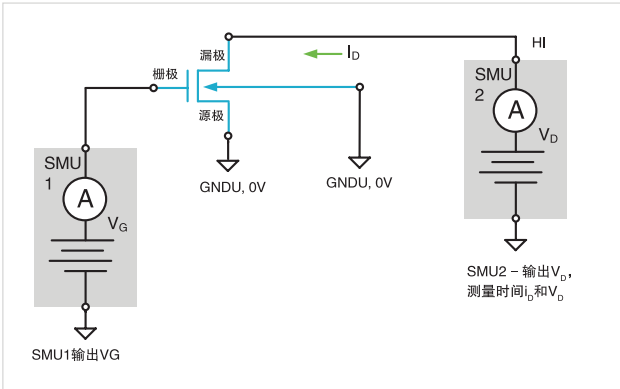 漏极
I_D
HI
栅极
SMU
2
A
源极
V_D
SMU
1
A
GNDU, 0V
GNDU, 0V
V_G
SMU2 – 输出V_D,
测量时间i_D和V_D
SMU1输出VG